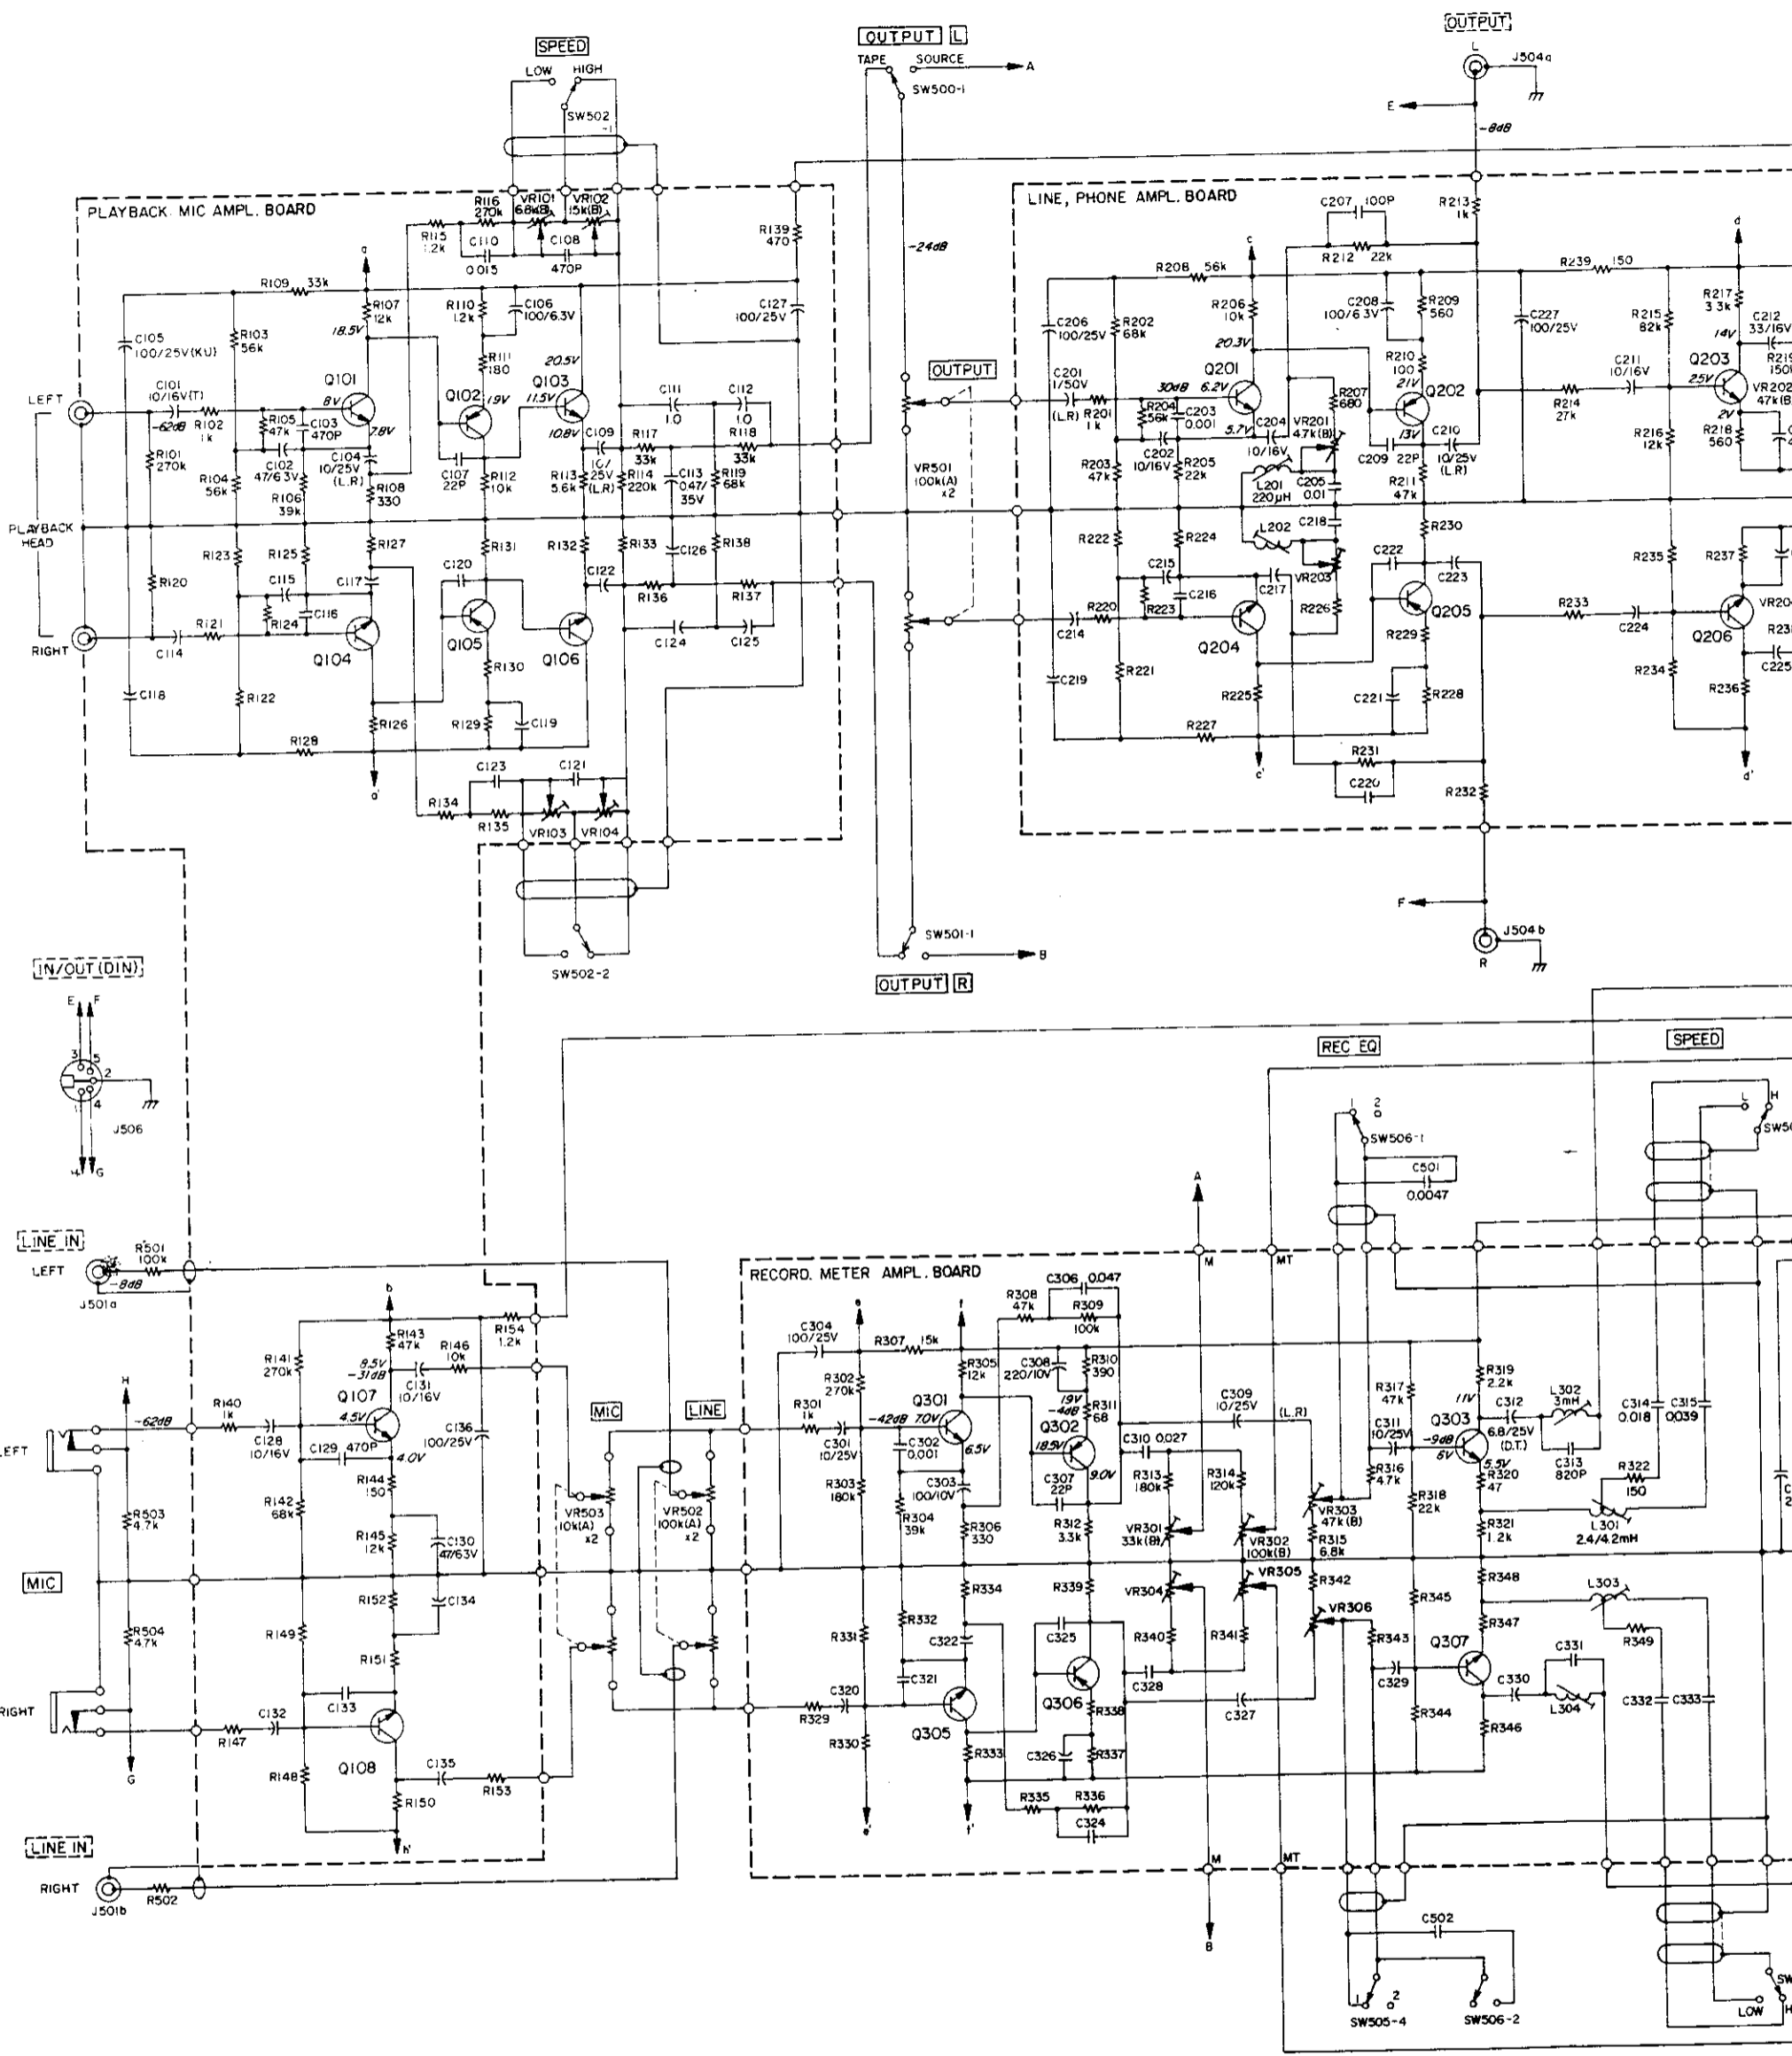 OUTPUT
L
J504a
E
-8dB
SPEED
LOW HIGH
SW502
-1
OUTPUT L
TAPE SOURCE
A
SW500-1
-24dB
PLAYBACK MIC AMPL. BOARD
R116
270k
VR101
6.8k(B)
VR102
15k(B)
R115
1.2k
C110
0.015
C108
470P
R139
470
a
R109 33k
R107
12k
18.5V
R110
1.2k
C106
100/6.3V
C127
100/25V
C105
100/25V(KU)
R103
56k
R111
180
20.5V
LEFT
C101
10/16V(T)
-62dB
R102
1k
R101
270k
R105
47k
C103
470P
Q101
8V
7.8V
Q102
19V
Q103
11.5V
10.8V
C111
1.0
C112
1.0
C102
47/6.3V
C104
10/25V
(L.R)
R104
56k
R106
39k
R108
330
C107
22P
R112
10k
C109
10/
25V
(L.R)
R113
5.6k
R117
33k
R114
220k
C113
0.47/
35V
R118
33k
R119
68k
PLAYBACK
HEAD
R123
R125
R127
R131
R132
R133
C126
R138
R120
C115
C117
C120
C122
R136
R137
R124
C116
R121
C114
RIGHT
Q104
Q105
Q106
R130
C124
C125
C118
R122
R126
R129
C119
R128
a'
C123
C121
R134
R135
VR103
VR104
SW502-2
OUTPUT
VR501
100k(A)
x2
SW501-1
B
OUTPUT R
LINE, PHONE AMPL. BOARD
C207 100P
R212 22k
R213
1k
c
d
R208 56k
R239 150
C206
100/25V
R202
68k
R206
10k
20.3V
C208
100/6.3V
R209
560
C227
100/25V
R215
82k
R217
3.3k
14V
C212
33/16V
R210
100
21V
Q201
30dB 6.2V
5.7V
Q202
13V
C211
10/16V
Q203
2.5V
2V
VR202
47k(B
C201
1/50V
(L.R)
R201
1k
R204
56k
C203
0.001
C204
10/16V
R207
680
VR201
4.7k(B)
C210
10/25V
(L.R)
R214
27k
R216
12k
R218
560
R203
47k
C202
10/16V
R205
22k
L201
220µH
C205
0.01
C209 22P
R211
47k
R222
R224
L202
C218
R230
R235
R237
C215
C216
C217
VR203
C222
C223
R223
R220
C214
R226
Q204
Q205
R229
R233
C224
Q206
R221
C219
R225
C221
R228
R234
R236
C225
R227
c'
R231
C220
R232
d'
F
J504b
R
IN/OUT (DIN)
E F
3 5
2
1 4
J506
H G
LINE IN
LEFT
R501
100k
-8dB
J501a
b
R154
1.2k
R143
47k
R146
10k
8.5V
-31dB
C131
10/16V
R141
270k
Q107
4.5V
4.0V
H
-62dB
R140
1k
C128
10/16V
C129 470P
C136
100/25V
LEFT
R144
150
R142
68k
R503
4.7k
R145
12k
C130
47/63V
MIC
R152
C134
R149
R504
4.7k
R151
C133
RIGHT
C132
R147
Q108
C135
R153
R148
R150
G
b'
LINE IN
RIGHT
R502
J501b
MIC
LINE
VR503
10k(A)
x2
VR502
100k(A)
x2
RECORD. METER AMPL. BOARD
C306 0.047
R308
47k
R309
100k
C304
100/25V
e
f
R307 15k
R305
12k
C308
220/10V
R310
390
R302
270k
Q301
-42dB 7.0V
6.5V
19V
-4dB
R311
68
R301
1k
C301
10/25V
C302
0.001
C303
100/10V
Q302
18.5V
9.0V
C307
22P
R303
180k
R304
39k
R306
330
R312
3.3k
C309
10/25V
(L.R)
C310 0.027
R313
180k
R314
120k
VR301
33k(B)
VR302
100k(B)
VR303
47k(B)
R315
6.8k
R334
R339
VR304
VR305
R342
VR306
R332
C322
C325
R340
R341
R331
C321
C320
R329
Q305
Q306
R338
C328
C327
R330
R333
C326
R337
R335
R336
C324
e'
f'
A
M
MT
REC EQ
1 2
SW506-1
C501
0.0047
SPEED
L
H
R317
47k
C311
10/25V
R316
4.7k
R318
22k
R319
2.2k
11V
Q303
-9dB
6V
5.5V
C312
6.8/25V
(D.T.)
L302
3mH
C313
820P
R320
47
R321
1.2k
C314
0.018
C315
0.039
R322
150
L301
2.4/4.2mH
R348
L303
R345
R347
R349
R343
Q307
C329
C330
C331
L304
R344
R346
C332
C333
M
MT
B
C502
1 2
SW505-4
SW506-2
LOW
H